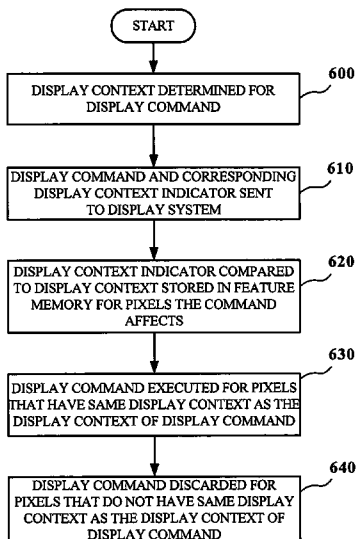 START
600
DISPLAY CONTEXT DETERMINED FOR
DISPLAY COMMAND
610
DISPLAY COMMAND AND CORRESPONDING
DISPLAY CONTEXT INDICATOR SENT
TO DISPLAY SYSTEM
620
DISPLAY CONTEXT INDICATOR COMPARED
TO DISPLAY CONTEXT STORED IN FEATURE
MEMORY FOR PIXELS THE COMMAND
AFFECTS
630
DISPLAY COMMAND EXECUTED FOR PIXELS
THAT HAVE SAME DISPLAY CONTEXT AS THE
DISPLAY CONTEXT OF DISPLAY COMMAND
640
DISPLAY COMMAND DISCARDED FOR
PIXELS THAT DO NOT HAVE SAME DISPLAY
CONTEXT AS THE DISPLAY CONTEXT OF
DISPLAY COMMAND